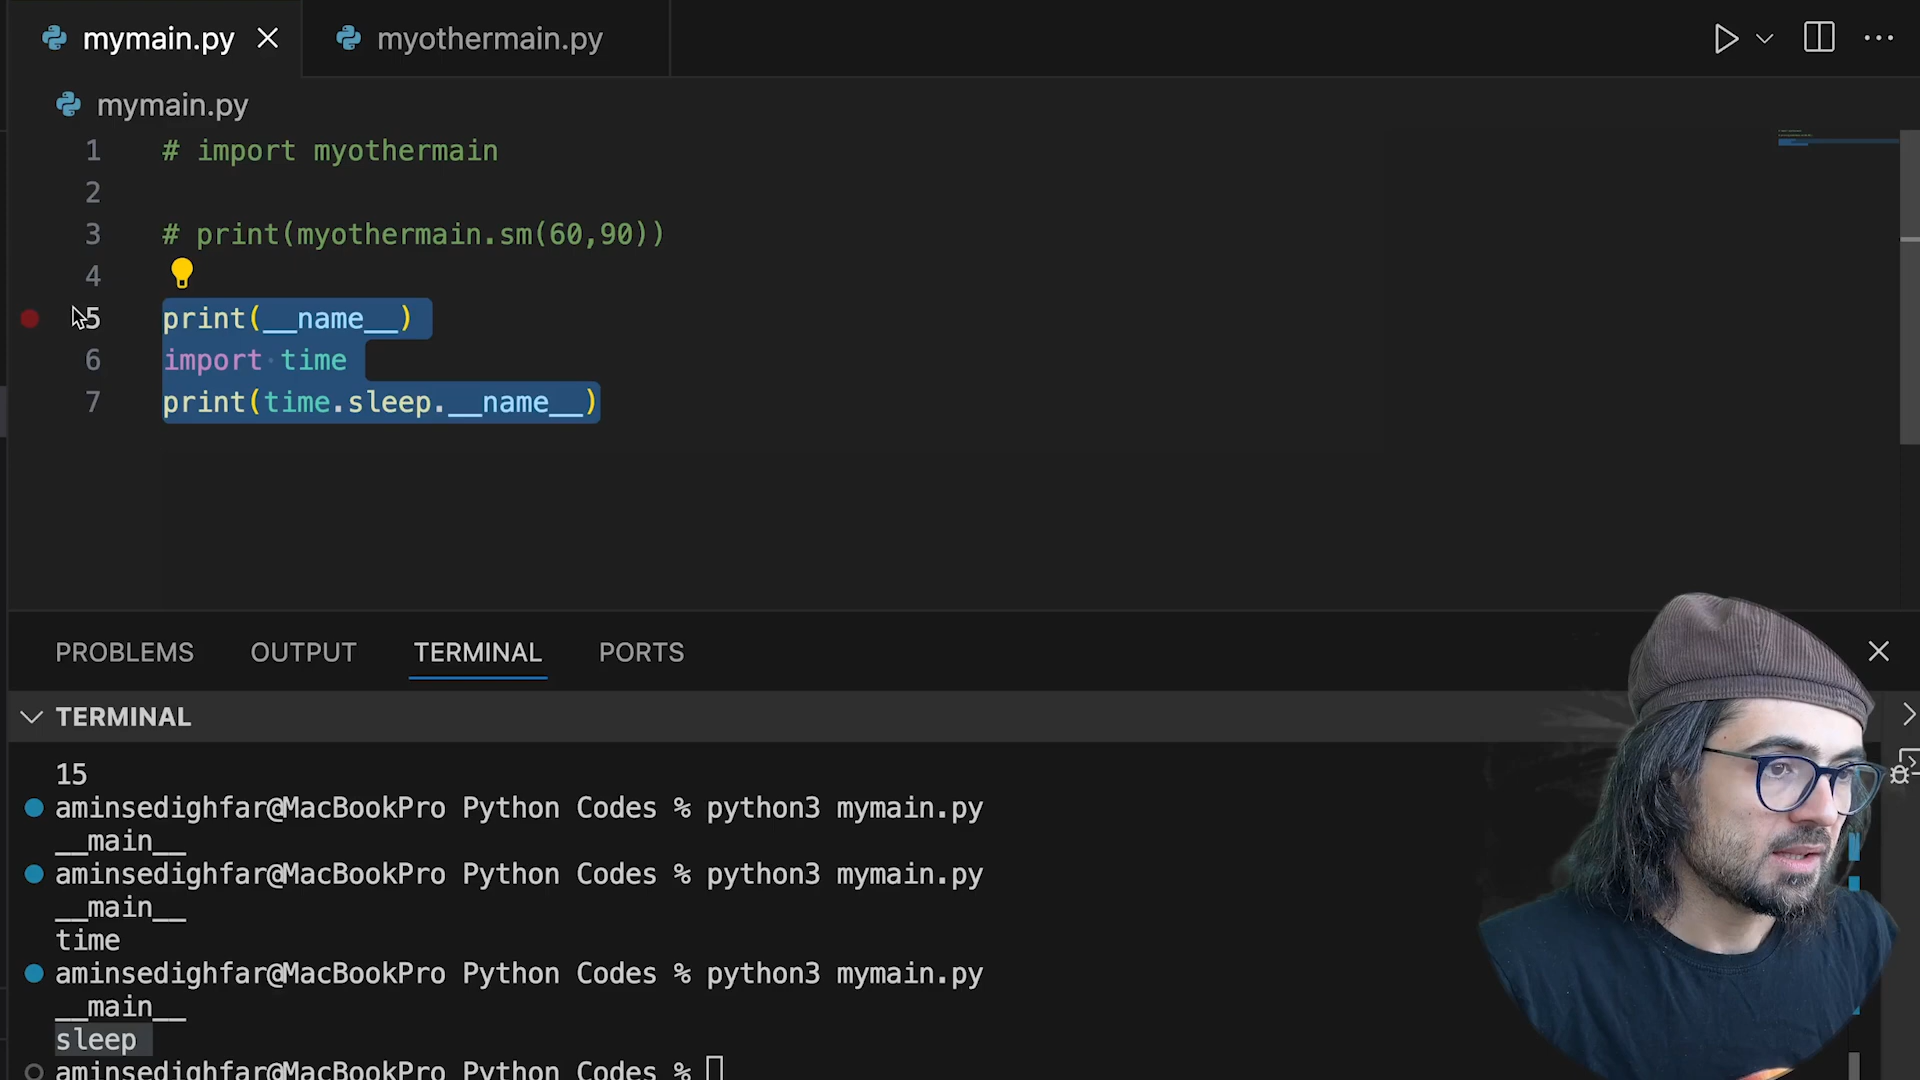 mymain.py
myothermain.py
mymain.py
1 # import myothermain
2
3 # print(myothermain.sm(60,90))
4
5 print(__name__)
6 import time
7 print(time.sleep.__name__)
PROBLEMS OUTPUT TERMINAL PORTS
TERMINAL
15
aminsedighfar@MacBookPro Python Codes % python3 mymain.py
__main__
aminsedighfar@MacBookPro Python Codes % python3 mymain.py
__main__
time
aminsedighfar@MacBookPro Python Codes % python3 mymain.py
__main__
sleep
aminsedighfar@MacBookPro Python Codes %